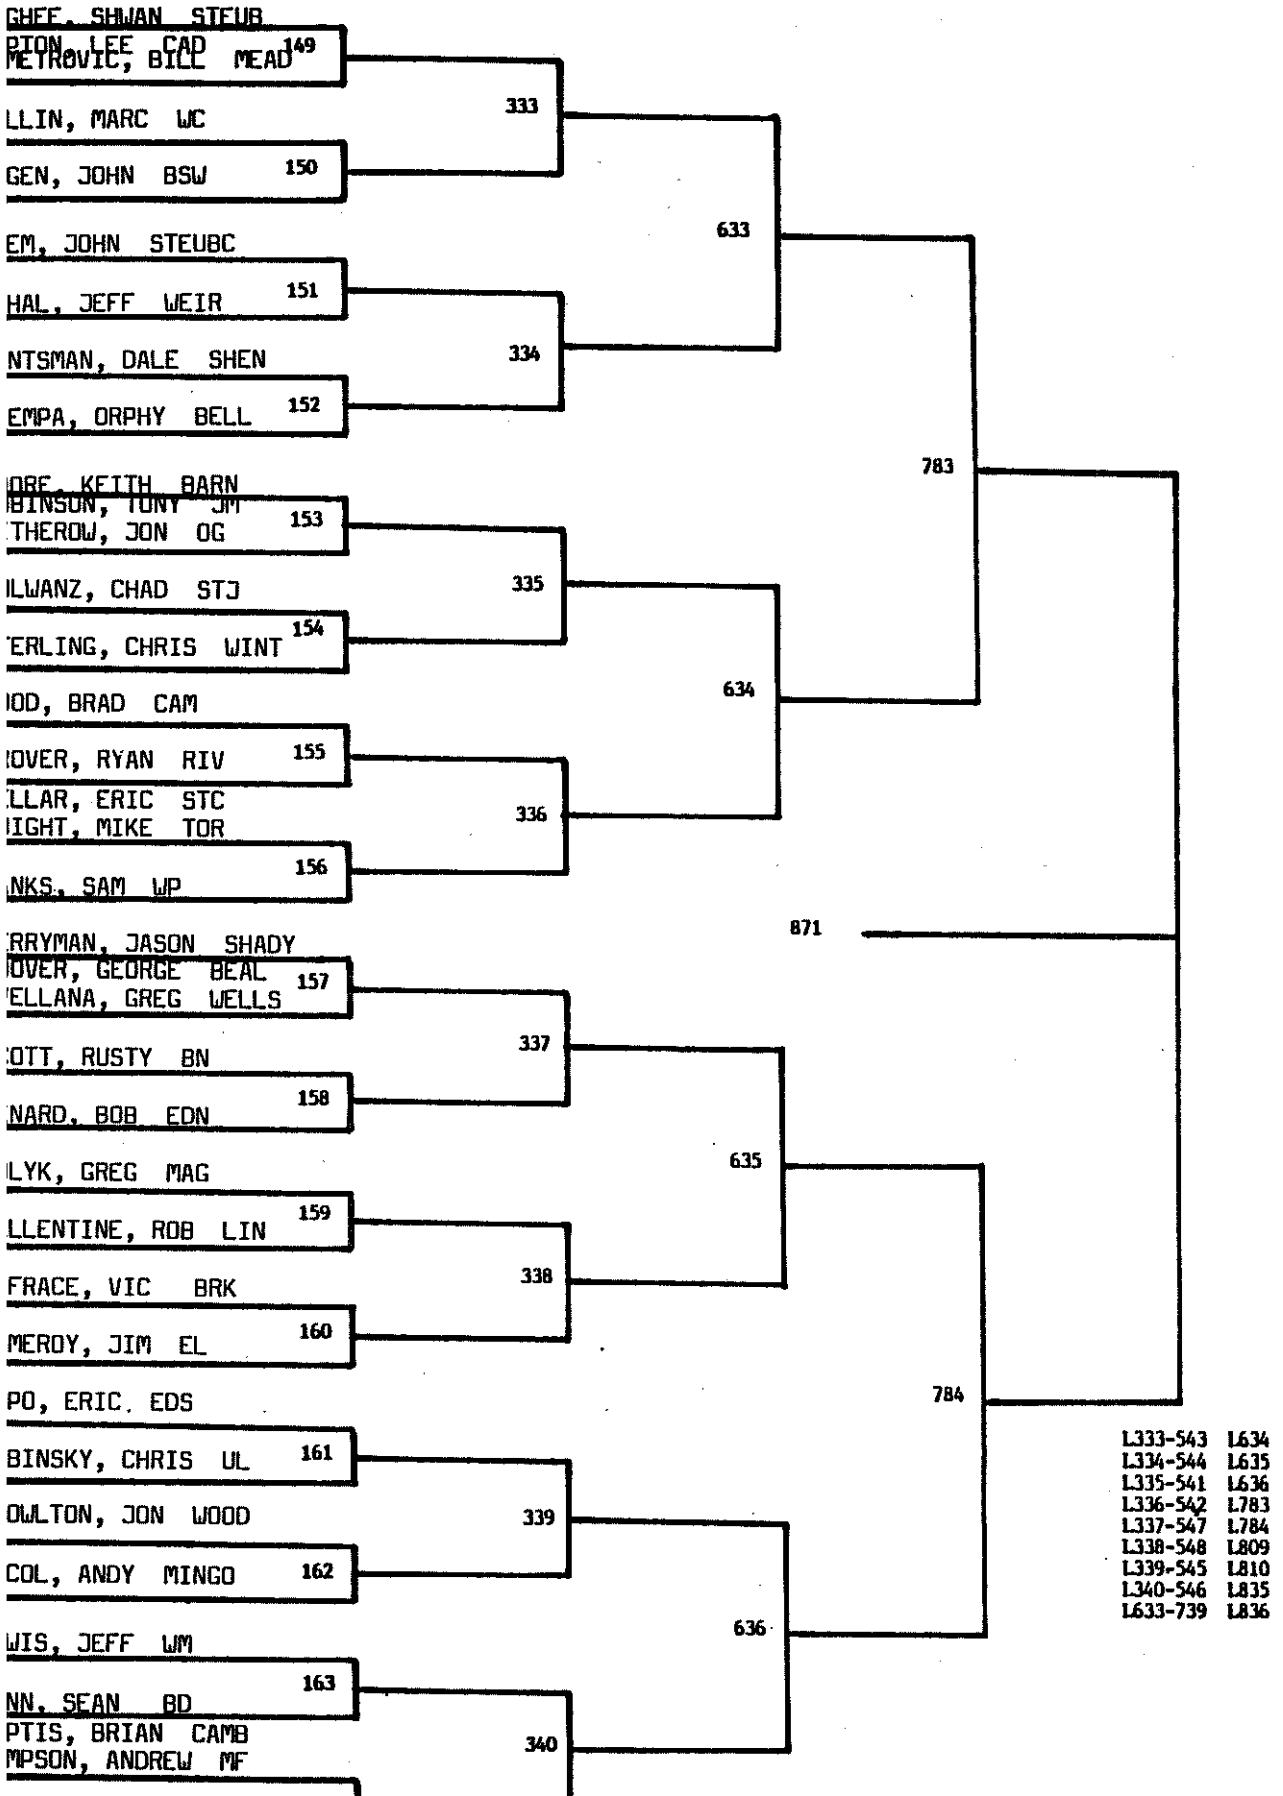 GHEE, SHWAN STEUB
PTON, LEE CAD
149
METROVIC, BILL MEAD
333
LLIN, MARC WC
GEN, JOHN BSW 150
633
EM, JOHN STEUBC
HAL, JEFF WEIR 151
334
NTSMAN, DALE SHEN
EMPA, ORPHY BELL 152
783
ORE, KEITH BARN
BINSON, TONY JM
153
THEROW, JON OG
335
LWANZ, CHAD STJ
154
ERLING, CHRIS WINT
634
OD, BRAD CAM
OVER, RYAN RIV 155
LLAR, ERIC STC
336
IGHT, MIKE TOR
156
NKS, SAM WP
871
RRYMAN, JASON SHADY
OVER, GEORGE BEAL
157
ELLANA, GREG WELLS
337
OTT, RUSTY BN
158
NARD, BOB EDN
635
LYK, GREG MAG
159
LLENTINE, ROB LIN
338
FRACE, VIC BRK
160
MEROY, JIM EL
784
PO, ERIC. EDS
L333-543 L634
BINSKY, CHRIS UL 161
L334-544 L635
L335-541 L636
L336-542 L783
OWLTON, JON WOOD
339
L337-547 L784
L338-548 L809
COL, ANDY MINGO 162
L339-545 L810
L340-546 L835
L633-739 L836
636
WIS, JEFF WM
163
NN, SEAN BD
PTIS, BRIAN CAMB
340
MPSON, ANDREW MF